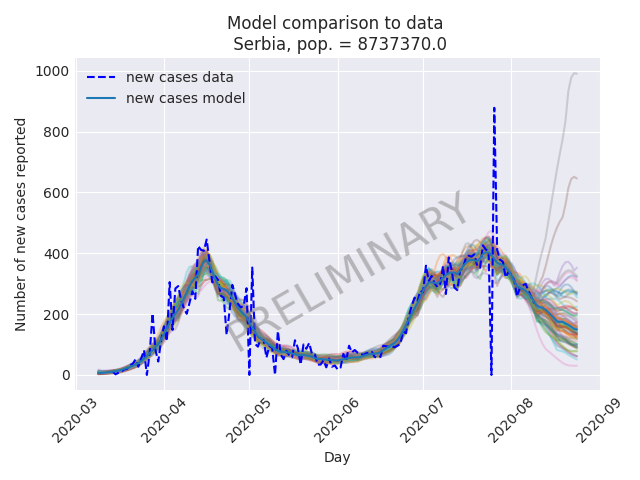 Model comparison to data
Serbia, pop. = 8737370.0
Number of new cases reported
1000
800
600
400
200
0
new cases data
new cases model
PRELIMINARY
2020-03
2020-04
2020-05
2020-06
2020-07
2020-08
2020-09
Day